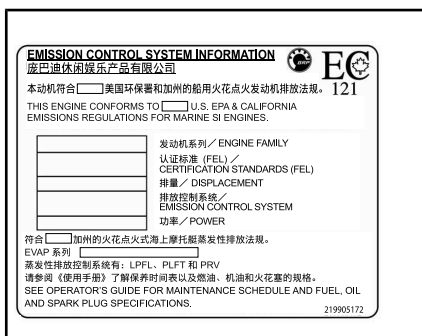 EMISSION CONTROL SYSTEM INFORMATION
庞巴迪休闲娱乐产品有限公司
BRP
EC
121
本动机符合 美国环保署和加州的船用火花点火发动机排放法规。
THIS ENGINE CONFORMS TO U.S. EPA & CALIFORNIA
EMISSIONS REGULATIONS FOR MARINE SI ENGINES.
发动机系列/ENGINE FAMILY
认证标准 (FEL) /
CERTIFICATION STANDARDS (FEL)
排量/ DISPLACEMENT
排放控制系统/
EMISSION CONTROL SYSTEM
功率/POWER
符合 加州的火花点火式海上摩托艇蒸发性排放法规。
EVAP 系列
蒸发性排放控制系统有: LPFL、PLFT 和 PRV
请参阅《使用手册》了解保养时间表以及燃油、机油和火花塞的规格。
SEE OPERATOR'S GUIDE FOR MAINTENANCE SCHEDULE AND FUEL, OIL
AND SPARK PLUG SPECIFICATIONS.
219905172